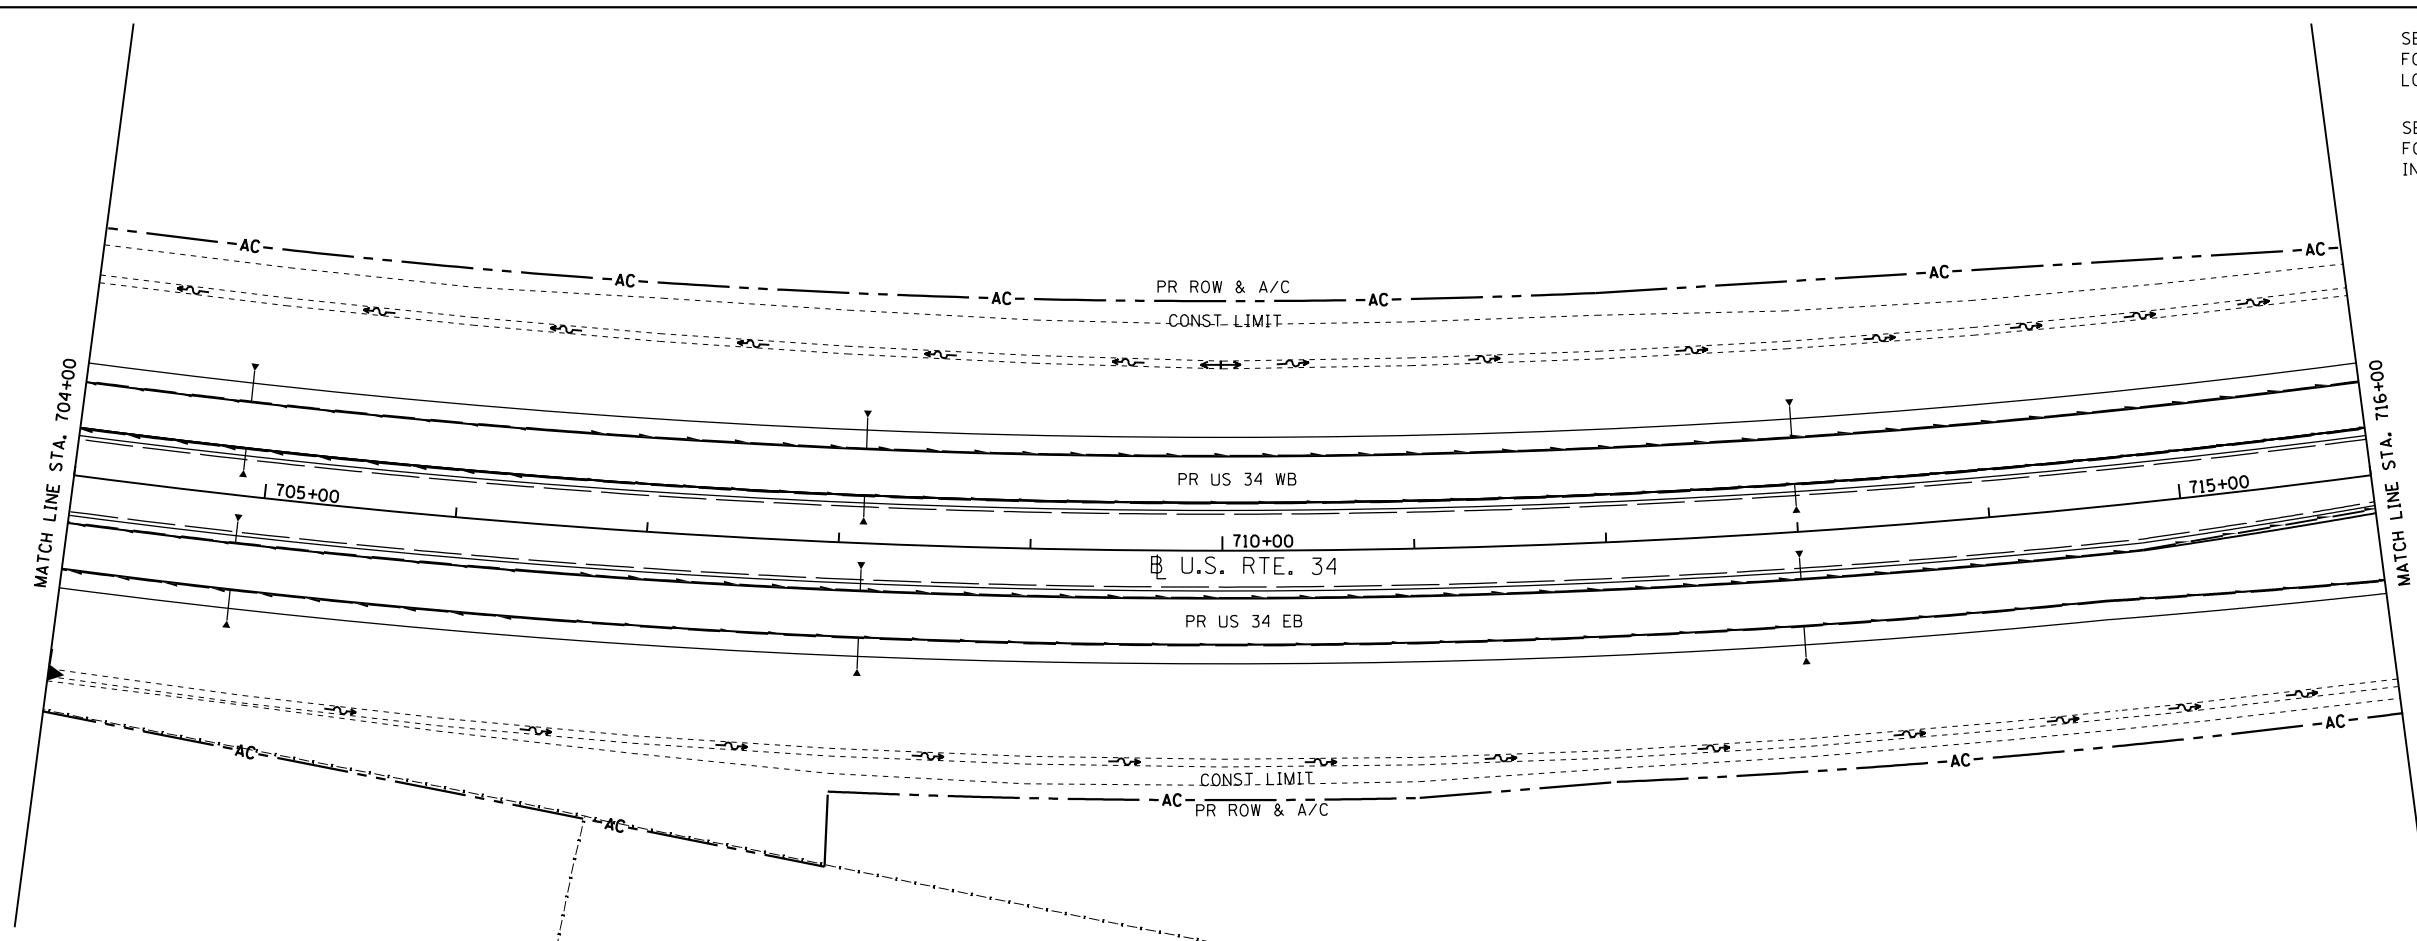 AC
AC
AC
PR ROW & A/C
AC
AC
AC
CONST LIMIT
MATCH LINE STA. 704+00
MATCH LINE STA. 716+00
PR US 34 WB
705+00
715+00
710+00
℄ U.S. RTE. 34
PR US 34 EB
AC
AC
CONST LIMIT
AC
PR ROW & A/C
AC
AC